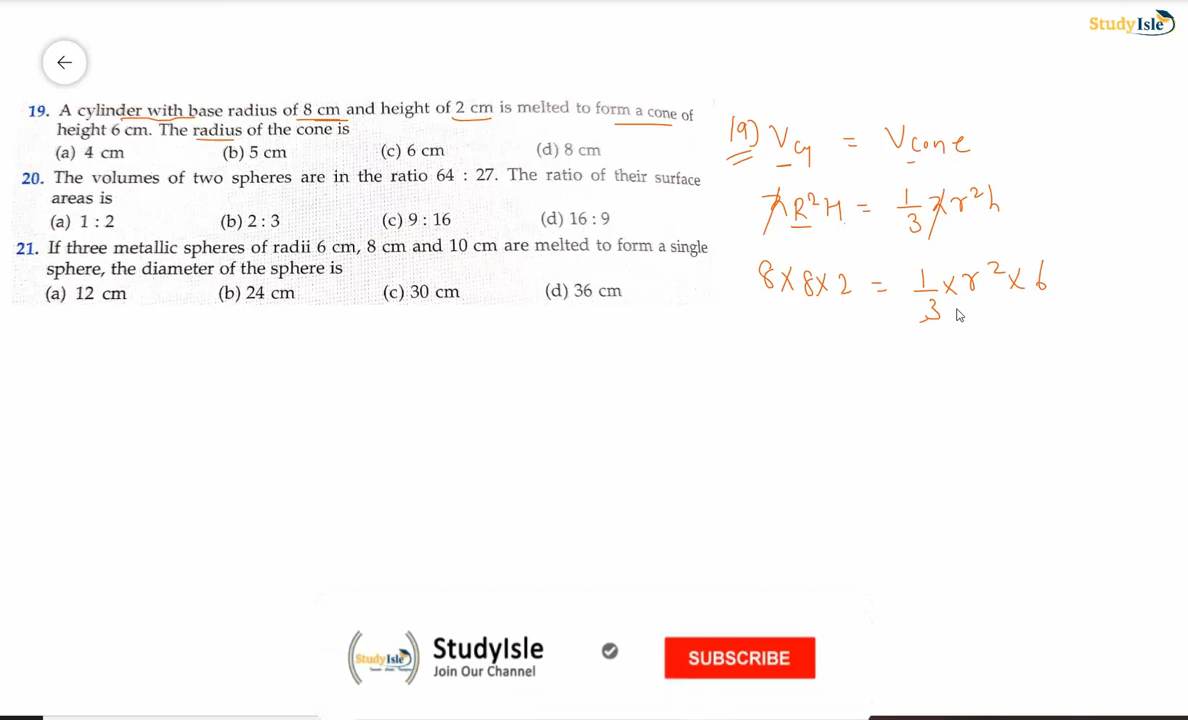 StudyIsle
19. A cylinder with base radius of 8 cm and height of 2 cm is melted to form a cone of
height 6 cm. The radius of the cone is
(a) 4 cm (b) 5 cm (c) 6 cm (d) 8 cm
20. The volumes of two spheres are in the ratio 64 : 27. The ratio of their surface
areas is
(a) 1 : 2 (b) 2 : 3 (c) 9 : 16 (d) 16 : 9
21. If three metallic spheres of radii 6 cm, 8 cm and 10 cm are melted to form a single
sphere, the diameter of the sphere is
(a) 12 cm (b) 24 cm (c) 30 cm (d) 36 cm
19) Vcy = Vcone
πR²H = 1/3 πr²h
8×8×2 = 1/3 × r² × 6
StudyIsle
StudyIsle
Join Our Channel
SUBSCRIBE